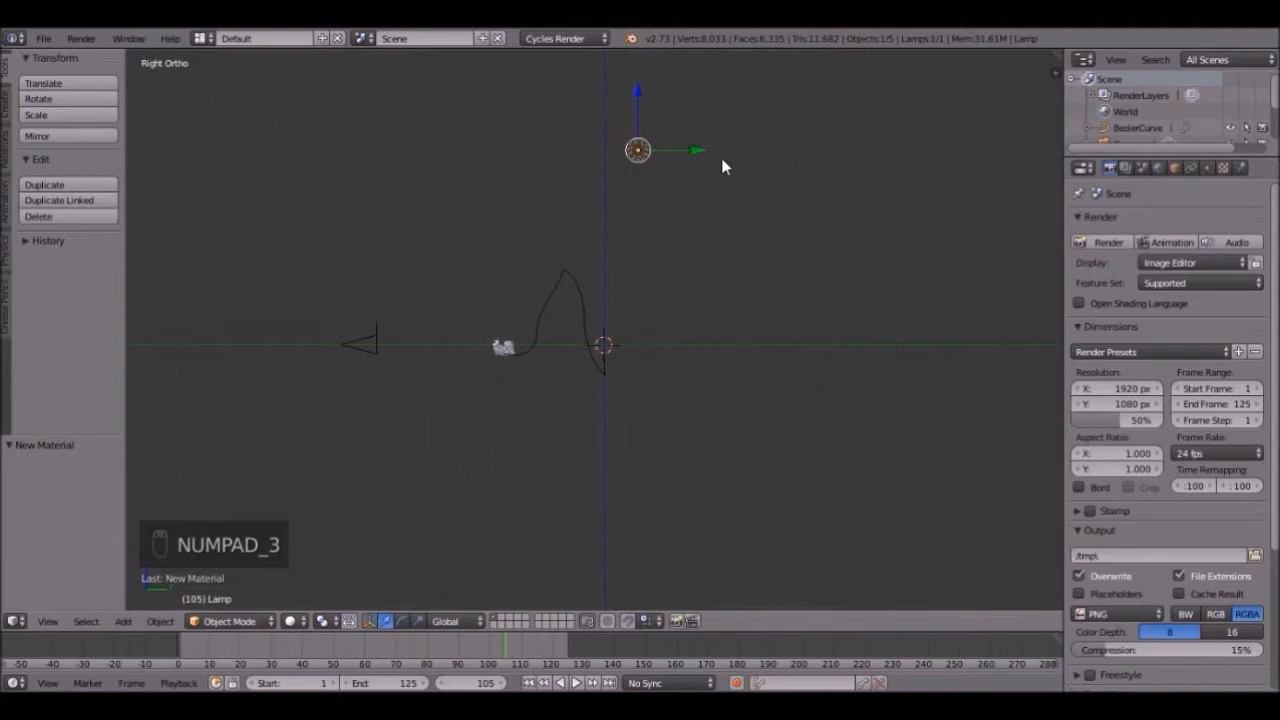 File Render Window Help Default Scene Cycles Render v2.73 | Verts:8,033 | Faces:6,335 | Tris:11,682 | Objects:1/5 | Lamps:1/1 | Mem:31.61M | Lamp
Transform
Translate
Rotate
Scale
Mirror
Edit
Duplicate
Duplicate Linked
Delete
History
New Material
Tools
Create
Relations
Animation
Physics
Grease Pencil
Right Ortho
NUMPAD_3
Last: New Material
(105) Lamp
View Search All Scenes
Scene
RenderLayers
World
BezierCurve
Scene
Render
Render Animation Audio
Display: Image Editor
Feature Set: Supported
Open Shading Language
Dimensions
Render Presets
Resolution: Frame Range:
X: 1920 px Start Frame: 1
Y: 1080 px End Frame: 125
50% Frame Step: 1
Aspect Ratio: Frame Rate:
X: 1.000 24 fps
Y: 1.000 Time Remapping:
Bord Crop :100 :100
Stamp
Output
/tmp\
Overwrite File Extensions
Placeholders Cache Result
PNG BW RGB RGBA
Color Depth: 8 16
Compression: 15%
Freestyle
View Select Add Object Object Mode Global
-50 -40 -30 -20 -10 0 10 20 30 40 50 60 70 80 90 100 110 120 130 140 150 160 170 180 190 200 210 220 230 240 250 260 270 280
View Marker Frame Playback Start: 1 End: 125 105 No Sync